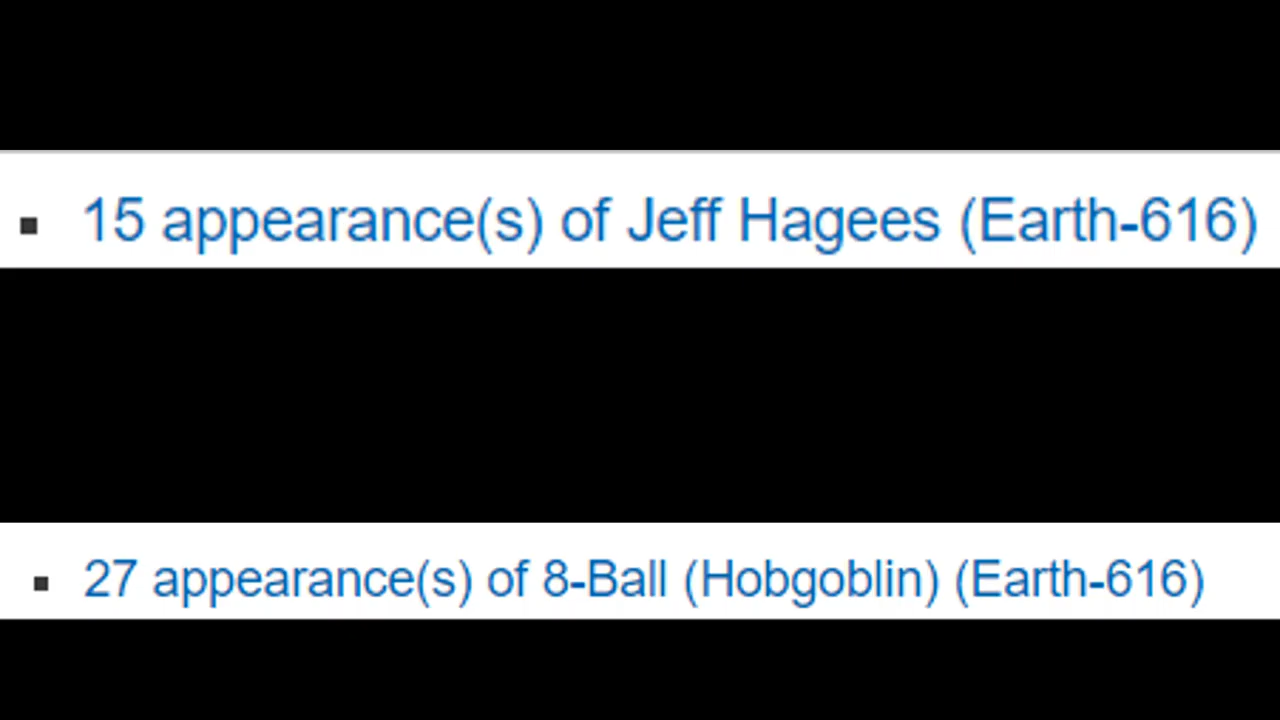 15 appearance(s) of Jeff Hagees (Earth-616)
27 appearance(s) of 8-Ball (Hobgoblin) (Earth-616)